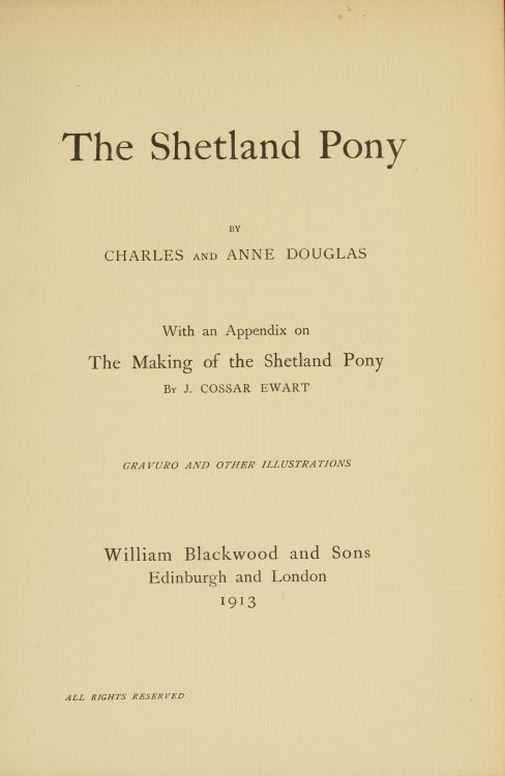 The Shetland Pony
BY
CHARLES AND ANNE DOUGLAS
With an Appendix on
The Making of the Shetland Pony
BY J. COSSAR EWART
GRAVURO AND OTHER ILLUSTRATIONS
William Blackwood and Sons
Edinburgh and London
1913
ALL RIGHTS RESERVED